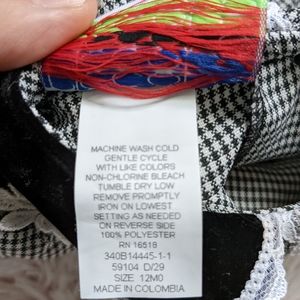 MACHINE WASH COLD
GENTLE CYCLE
WITH LIKE COLORS
NON-CHLORINE BLEACH
TUMBLE DRY LOW
REMOVE PROMPTLY
IRON ON LOWEST
SETTING AS NEEDED
ON REVERSE SIDE
100% POLYESTER
RN 16518
340B14445-1-1
59104 D/29
SIZE 12M0
MADE IN COLOMBIA